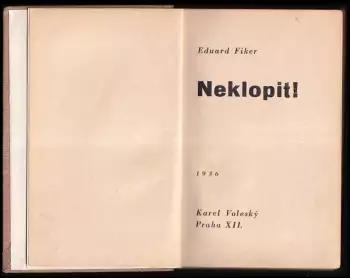 Eduard Fiker
Neklopit!
1936
Karel Voleský
Praha XII.